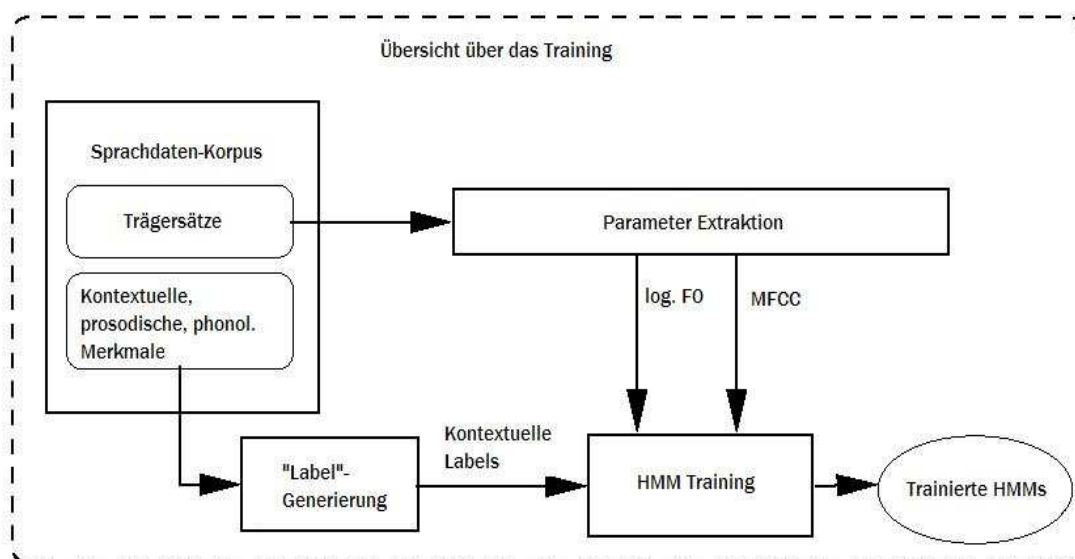 Übersicht über das Training
Sprachdaten-Korpus
Trägersätze
Parameter Extraktion
Kontextuelle,
prosodische, phonol.
Merkmale
log. F0
MFCC
Kontextuelle
Labels
"Label"-
Generierung
HMM Training
Trainierte HMMs